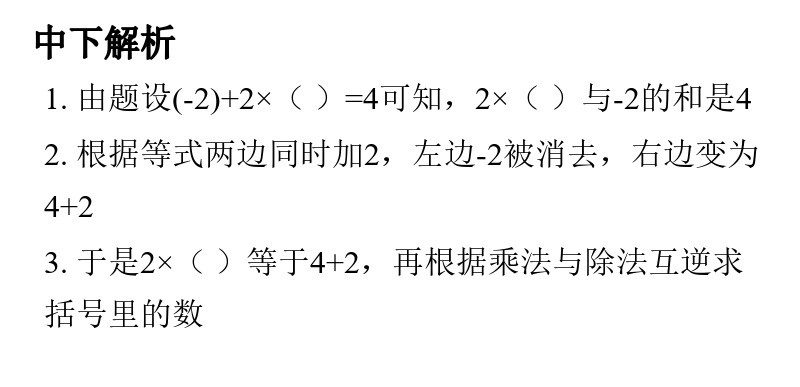 中下解析
1. 由题设(-2)+2×（ ）=4可知，2×（ ）与-2的和是4
2. 根据等式两边同时加2，左边-2被消去，右边变为
4+2
3. 于是2×（ ）等于4+2，再根据乘法与除法互逆求
括号里的数